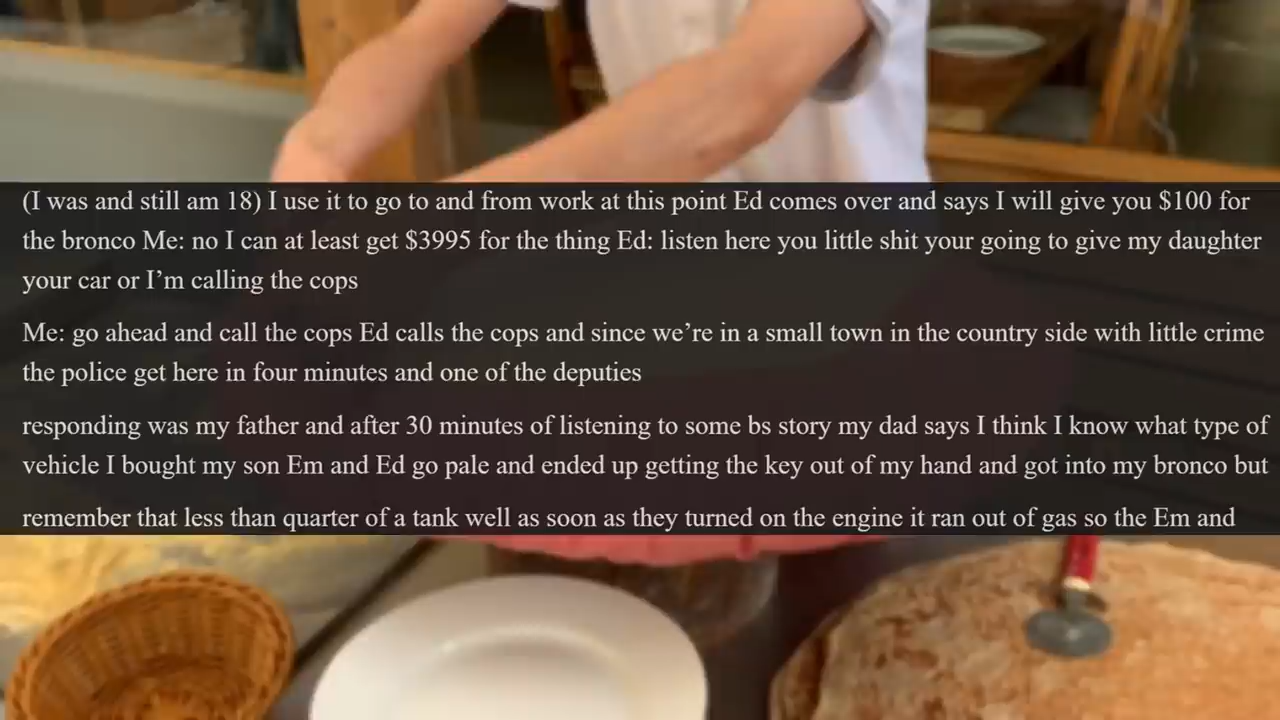 (I was and still am 18) I use it to go to and from work at this point Ed comes over and says I will give you $100 for
the bronco Me: no I can at least get $3995 for the thing Ed: listen here you little shit your going to give my daughter
your car or I’m calling the cops
Me: go ahead and call the cops Ed calls the cops and since we’re in a small town in the country side with little crime
the police get here in four minutes and one of the deputies
responding was my father and after 30 minutes of listening to some bs story my dad says I think I know what type of
vehicle I bought my son Em and Ed go pale and ended up getting the key out of my hand and got into my bronco but
remember that less than quarter of a tank well as soon as they turned on the engine it ran out of gas so the Em and